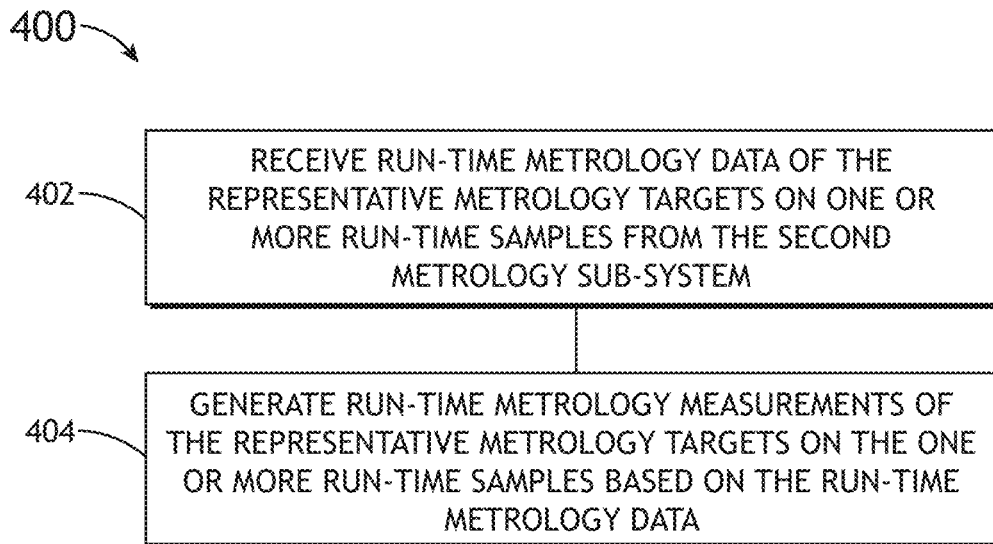 400
402
RECEIVE RUN-TIME METROLOGY DATA OF THE
REPRESENTATIVE METROLOGY TARGETS ON ONE OR
MORE RUN-TIME SAMPLES FROM THE SECOND
METROLOGY SUB-SYSTEM
404
GENERATE RUN-TIME METROLOGY MEASUREMENTS OF
THE REPRESENTATIVE METROLOGY TARGETS ON THE ONE
OR MORE RUN-TIME SAMPLES BASED ON THE RUN-TIME
METROLOGY DATA